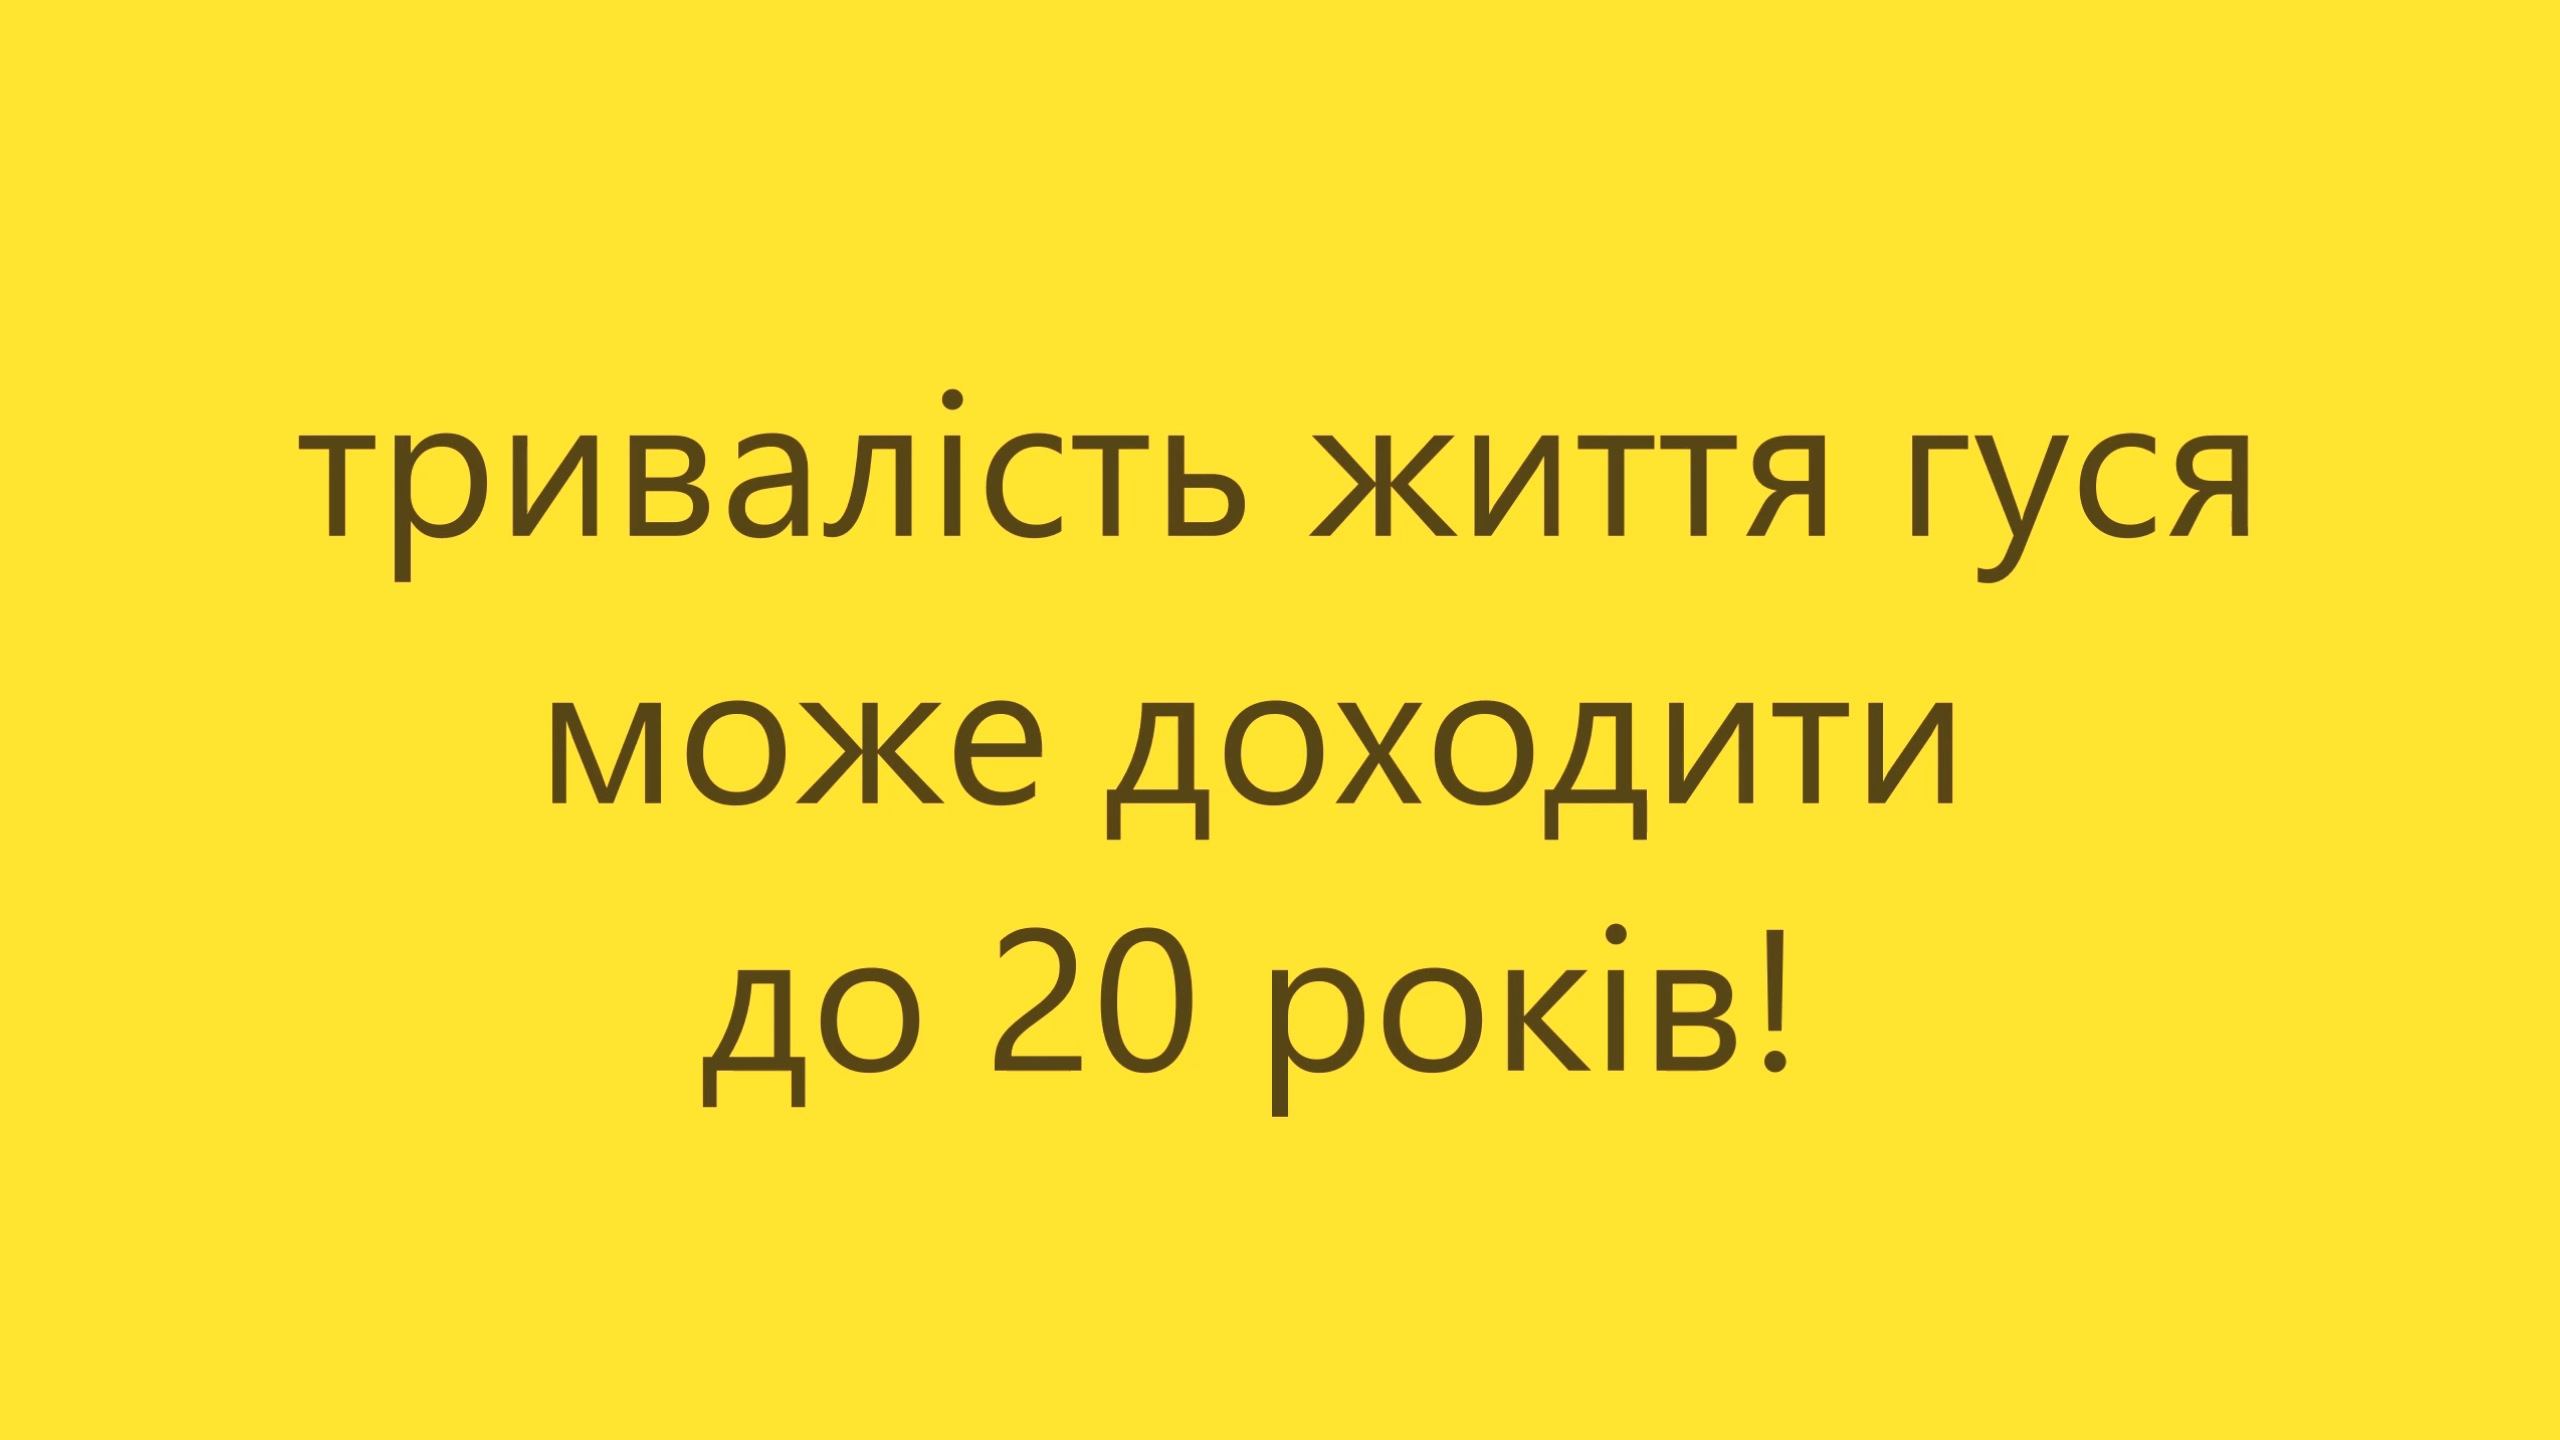 тривалість життя гуся
може доходити
до 20 років!